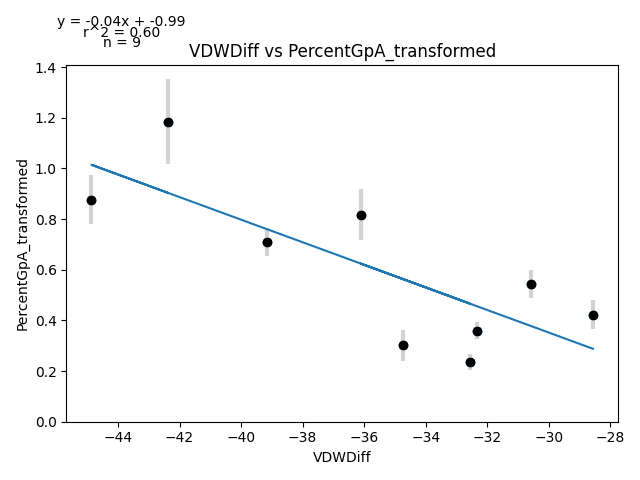 y = -0.04x + -0.99
r^2 = 0.60
n = 9
VDWDiff vs PercentGpA_transformed
1.4
1.2
1.0
0.8
0.6
0.4
0.2
0.0
PercentGpA_transformed
−44 −42 −40 −38 −36 −34 −32 −30 −28
VDWDiff